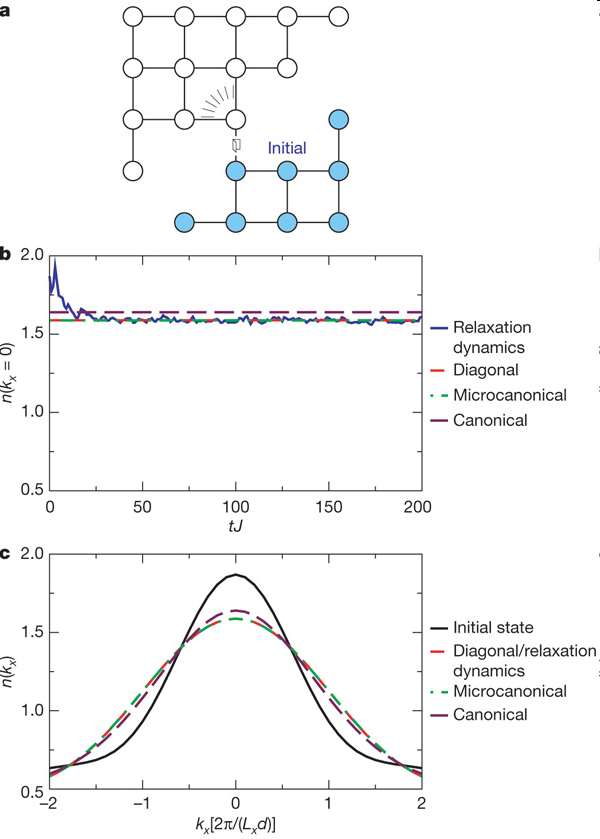 a
Initial
b
2.0
1.5
1.0
0.5
n(kₓ = 0)
0 50 100 150 200
tJ
Relaxation
dynamics
Diagonal
Microcanonical
Canonical
c
2.0
1.5
1.0
0.5
n(kₓ)
−2 −1 0 1 2
kₓ[2π/(Lₓd)]
Initial state
Diagonal/relaxation
dynamics
Microcanonical
Canonical